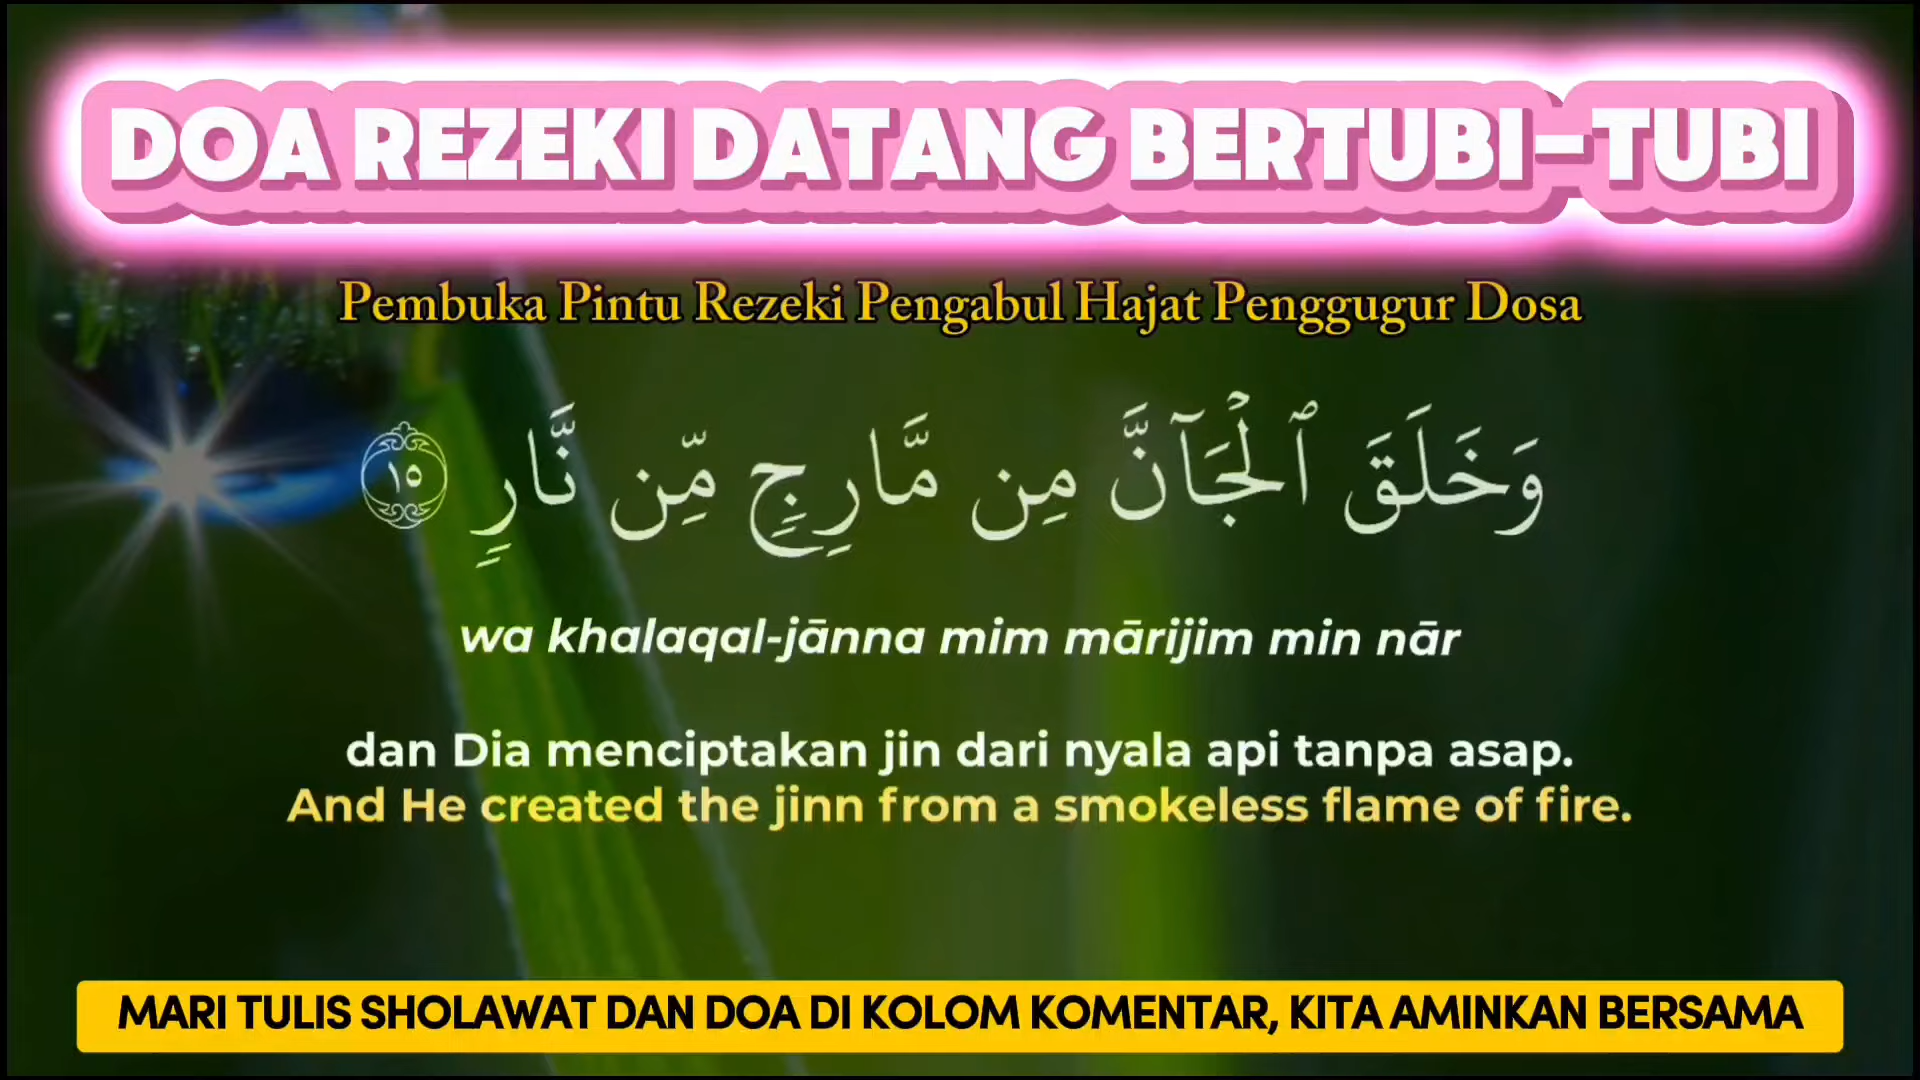 DOA REZEKI DATANG BERTUBI-TUBI
Pembuka Pintu Rezeki Pengabul Hajat Penggugur Dosa
وَخَلَقَ ٱلْجَآنَّ مِن مَّارِجٍ مِّن نَّارٍ ١٥
wa khalaqal-jānna mim mārijim min nār
dan Dia menciptakan jin dari nyala api tanpa asap.
And He created the jinn from a smokeless flame of fire.
MARI TULIS SHOLAWAT DAN DOA DI KOLOM KOMENTAR, KITA AMINKAN BERSAMA